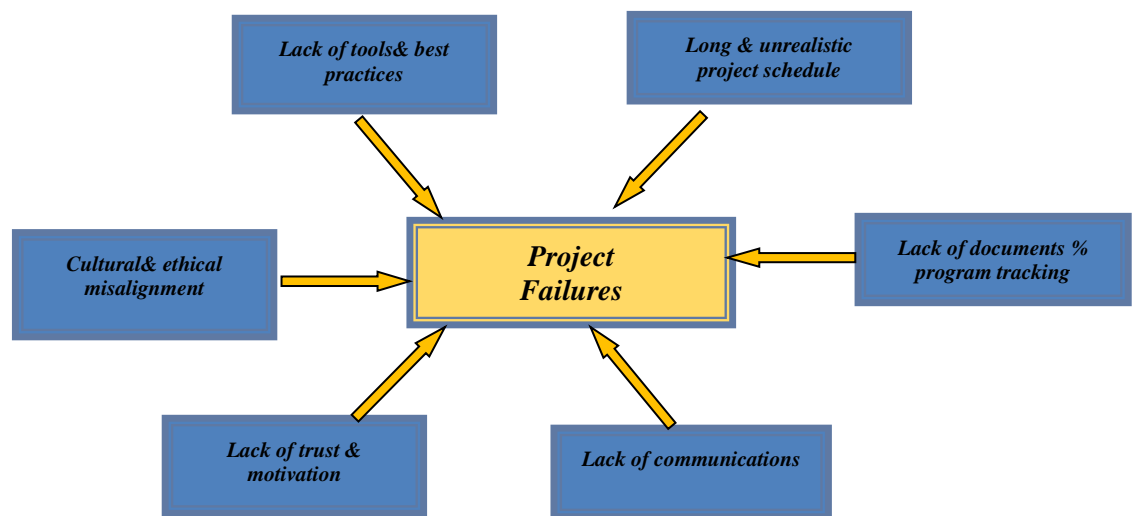 Lack of tools& best
practices
Long & unrealistic
project schedule
Project
Failures
Cultural& ethical
misalignment
Lack of documents %
program tracking
Lack of trust &
motivation
Lack of communications